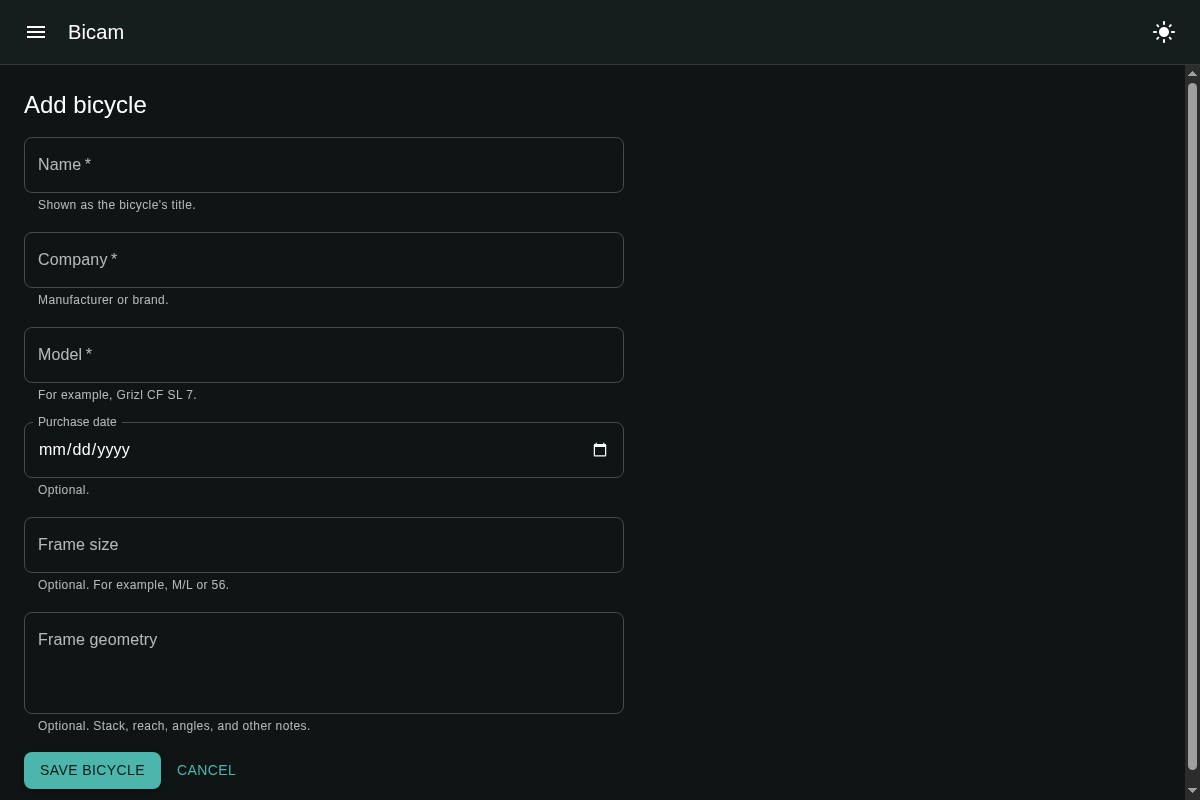 Bicam
Add bicycle
Name *
Shown as the bicycle's title.
Company *
Manufacturer or brand.
Model *
For example, Grizl CF SL 7.
Purchase date
mm/dd/yyyy
Optional.
Frame size
Optional. For example, M/L or 56.
Frame geometry
Optional. Stack, reach, angles, and other notes.
SAVE BICYCLE CANCEL